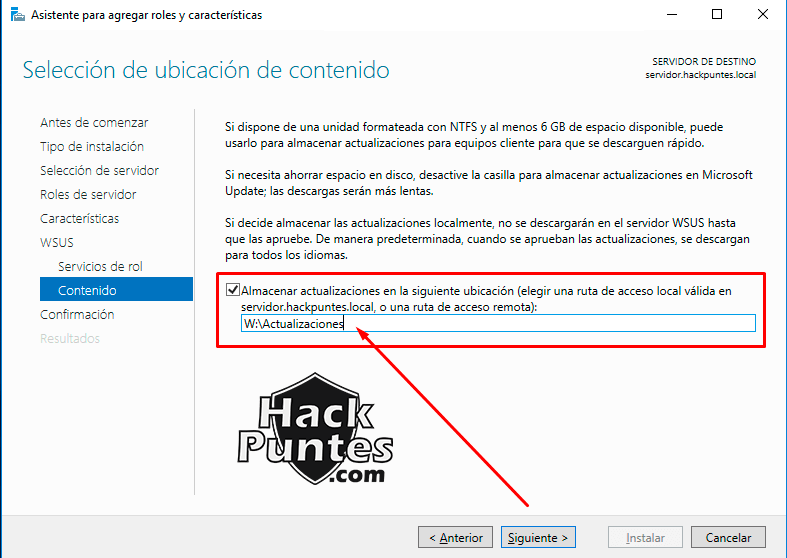 Asistente para agregar roles y características
Selección de ubicación de contenido
SERVIDOR DE DESTINO
servidor.hackpuntes.local
Antes de comenzar
Tipo de instalación
Selección de servidor
Roles de servidor
Características
WSUS
Servicios de rol
Contenido
Confirmación
Resultados
Si dispone de una unidad formateada con NTFS y al menos 6 GB de espacio disponible, puede
usarlo para almacenar actualizaciones para equipos cliente para que se descarguen rápido.
Si necesita ahorrar espacio en disco, desactive la casilla para almacenar actualizaciones en Microsoft
Update; las descargas serán más lentas.
Si decide almacenar las actualizaciones localmente, no se descargarán en el servidor WSUS hasta
que las apruebe. De manera predeterminada, cuando se aprueban las actualizaciones, se descargan
para todos los idiomas.
Almacenar actualizaciones en la siguiente ubicación (elegir una ruta de acceso local válida en
servidor.hackpuntes.local, o una ruta de acceso remota):
W:\Actualizaciones
Hack
Puntes
.com
< Anterior
Siguiente >
Instalar
Cancelar